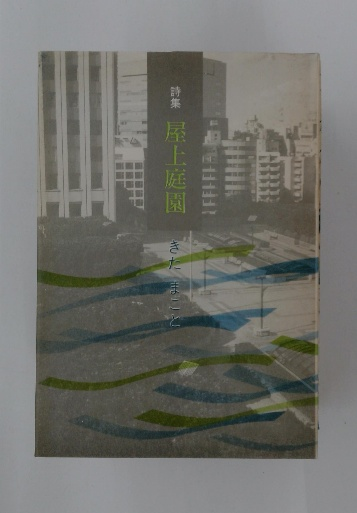 詩集
屋上庭園
きた まこと